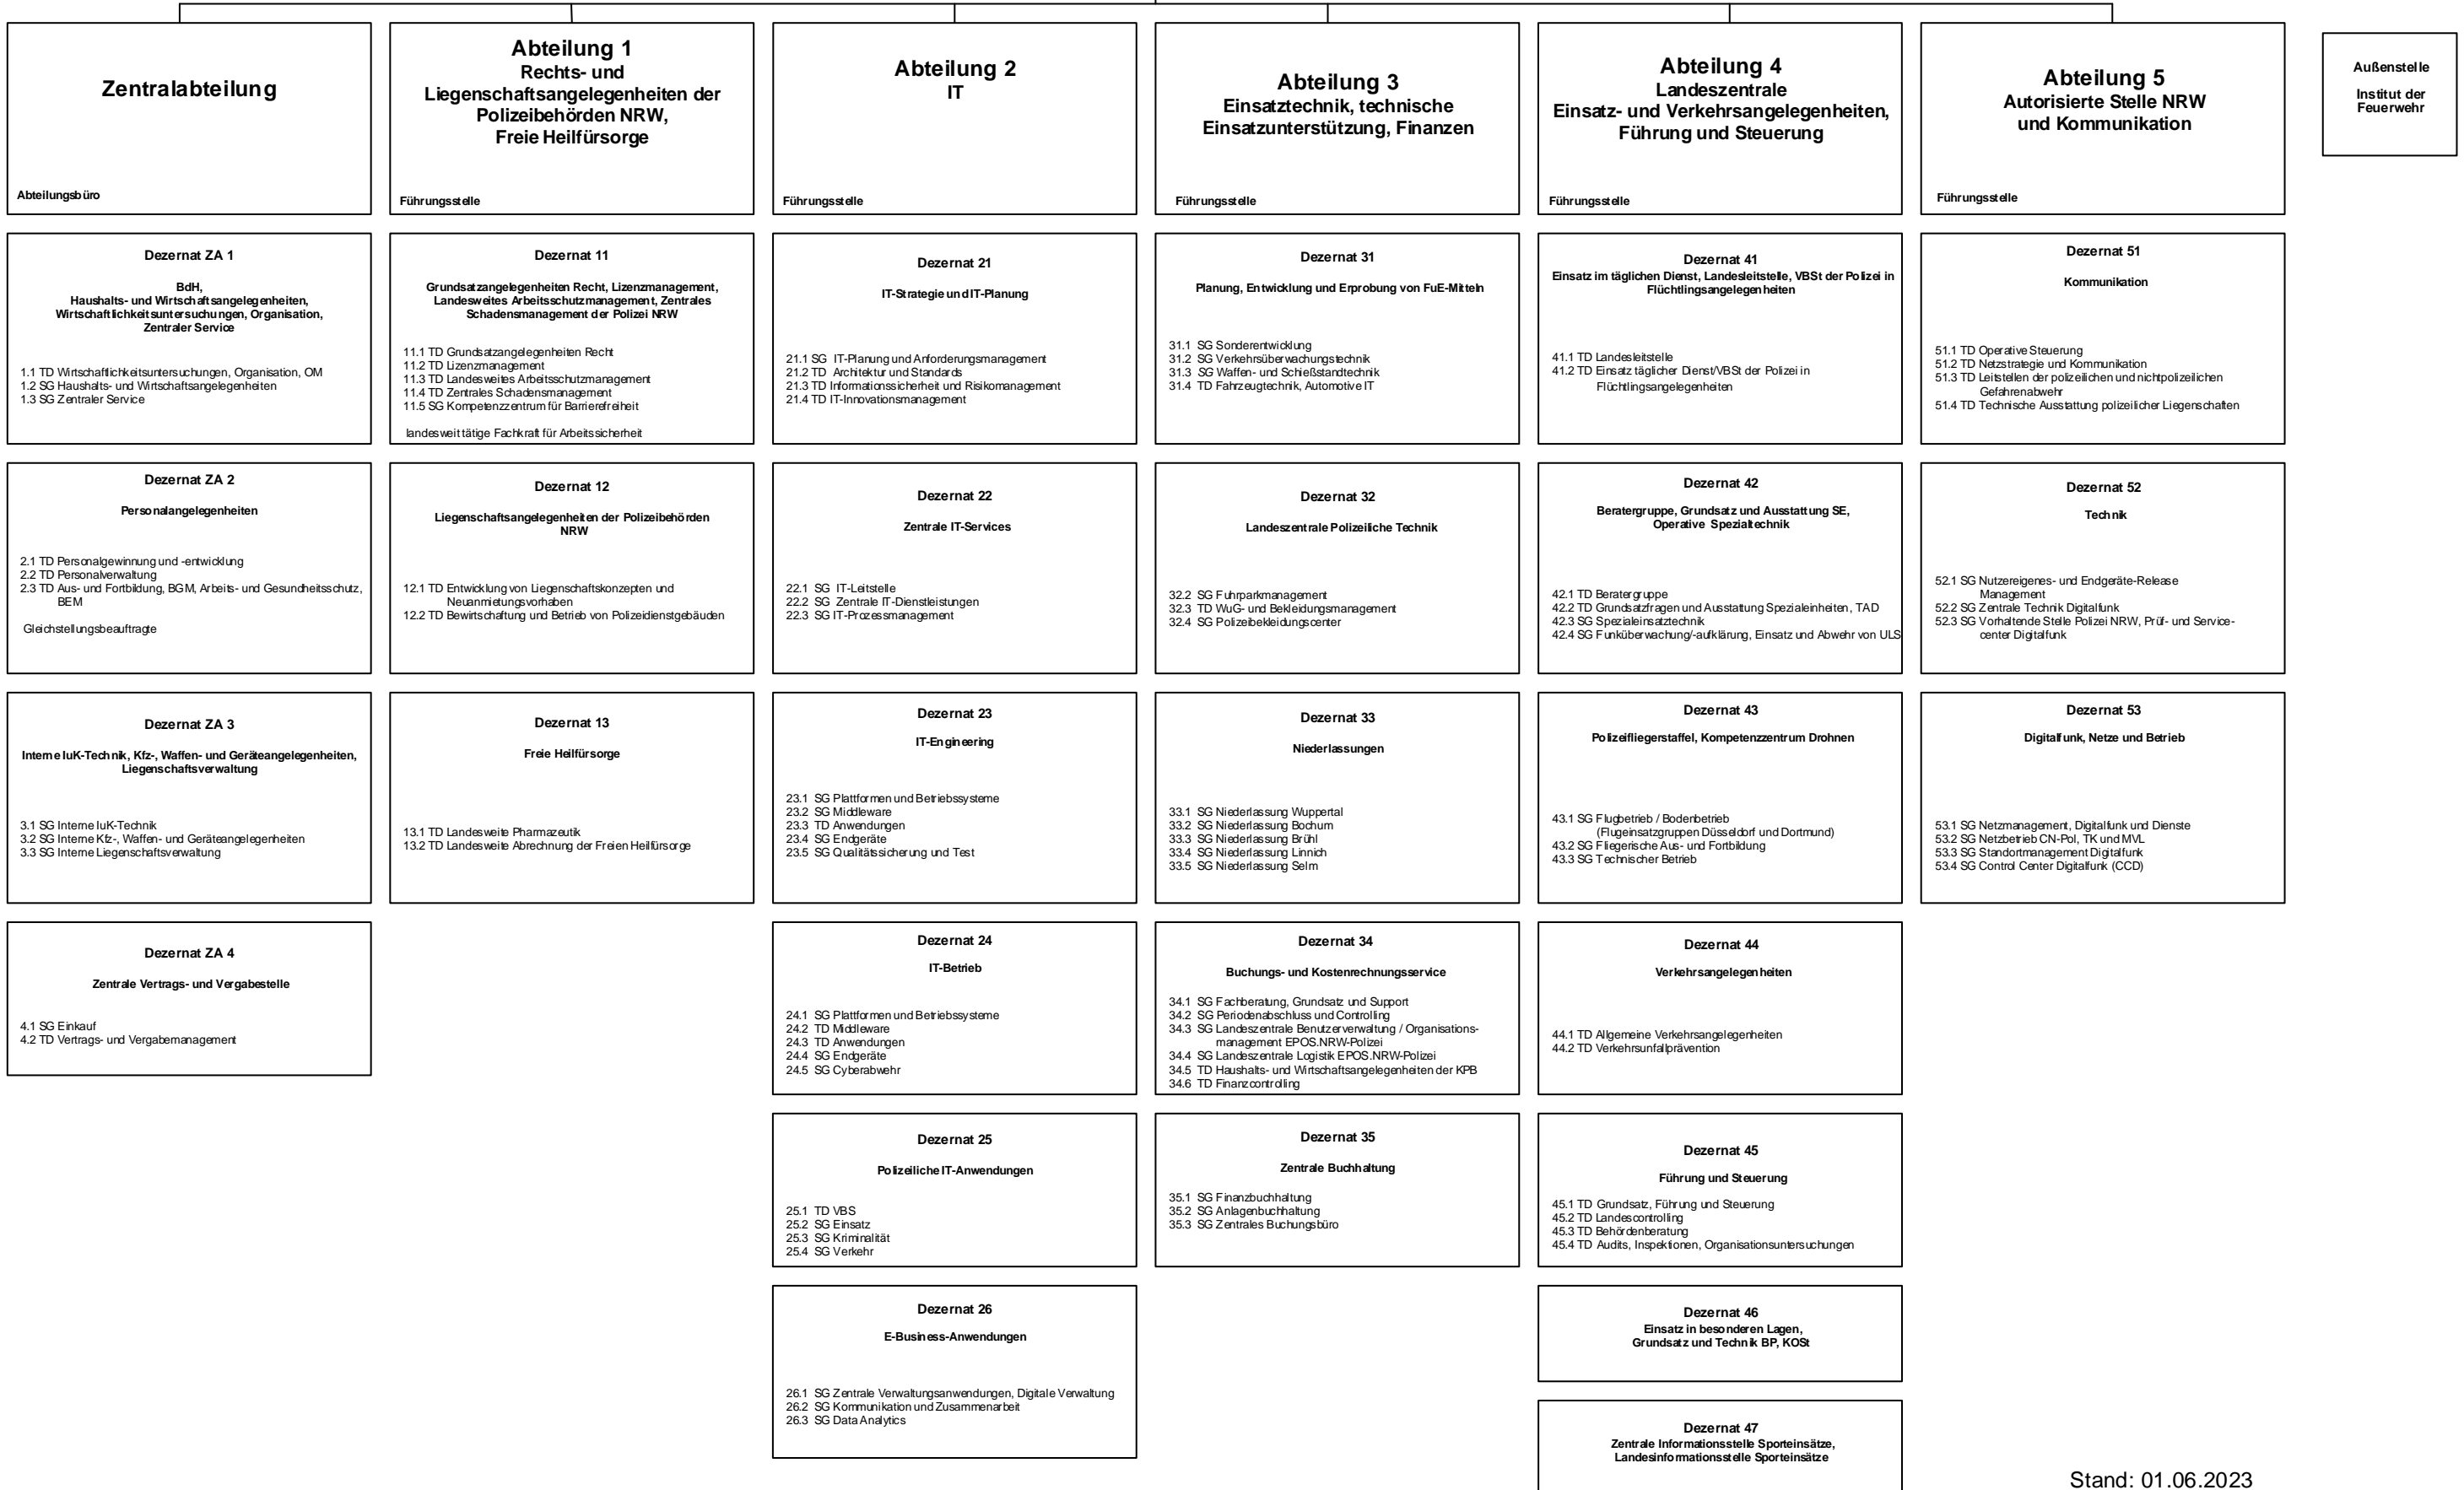 Zentralabteilung
Abteilungsbüro
Abteilung 1
Rechts- und
Liegenschaftsangelegenheiten der
Polizeibehörden NRW,
Freie Heilfürsorge
Führungsstelle
Abteilung 2
IT
Führungsstelle
Abteilung 3
Einsatztechnik, technische
Einsatzunterstützung, Finanzen
Führungsstelle
Abteilung 4
Landeszentrale
Einsatz- und Verkehrsangelegenheiten,
Führung und Steuerung
Führungsstelle
Abteilung 5
Autorisierte Stelle NRW
und Kommunikation
Führungsstelle
Außenstelle
Institut der
Feuerwehr
Dezernat ZA 1
BdH,
Haushalts- und Wirtschaftsangelegenheiten,
Wirtschaftlichkeitsuntersuchungen, Organisation,
Zentraler Service
1.1 TD Wirtschaftlichkeitsuntersuchungen, Organisation, OM
1.2 SG Haushalts- und Wirtschaftsangelegenheiten
1.3 SG Zentraler Service
Dezernat 11
Grundsatzangelegenheiten Recht, Lizenzmanagement,
Landesweites Arbeitsschutzmanagement, Zentrales
Schadensmanagement der Polizei NRW
11.1 TD Grundsatzangelegenheiten Recht
11.2 TD Lizenzmanagement
11.3 TD Landesweites Arbeitsschutzmanagement
11.4 TD Zentrales Schadensmanagement
11.5 SG Kompetenzzentrum für Barrierefreiheit
landesweit tätige Fachkraft für Arbeitssicherheit
Dezernat 21
IT-Strategie und IT-Planung
21.1 SG IT-Planung und Anforderungsmanagement
21.2 TD Architektur und Standards
21.3 TD Informationssicherheit und Risikomanagement
21.4 TD IT-Innovationsmanagement
Dezernat 31
Planung, Entwicklung und Erprobung von FuE-Mitteln
31.1 SG Sonderentwicklung
31.2 SG Verkehrsüberwachungstechnik
31.3 SG Waffen- und Schießstandtechnik
31.4 TD Fahrzeugtechnik, Automotive IT
Dezernat 41
Einsatz im täglichen Dienst, Landesleitstelle, VBSt der Polizei in
Flüchtlingsangelegenheiten
41.1 TD Landesleitstelle
41.2 TD Einsatz täglicher Dienst/VBSt der Polizei in
Flüchtlingsangelegenheiten
Dezernat 51
Kommunikation
51.1 TD Operative Steuerung
51.2 TD Netzstrategie und Kommunikation
51.3 TD Leitstellen der polizeilichen und nichtpolizeilichen
Gefahrenabwehr
51.4 TD Technische Ausstattung polizeilicher Liegenschaften
Dezernat ZA 2
Personalangelegenheiten
2.1 TD Personalgewinnung und -entwicklung
2.2 TD Personalverwaltung
2.3 TD Aus- und Fortbildung, BGM, Arbeits- und Gesundheitsschutz,
BEM
Gleichstellungsbeauftragte
Dezernat 12
Liegenschaftsangelegenheiten der Polizeibehörden
NRW
12.1 TD Entwicklung von Liegenschaftskonzepten und
Neuanmietungsvorhaben
12.2 TD Bewirtschaftung und Betrieb von Polizeidienstgebäuden
Dezernat 22
Zentrale IT-Services
22.1 SG IT-Leitstelle
22.2 SG Zentrale IT-Dienstleistungen
22.3 SG IT-Prozessmanagement
Dezernat 32
Landeszentrale Polizeiliche Technik
32.2 SG Fuhrparkmanagement
32.3 TD WuG- und Bekleidungsmanagement
32.4 SG Polizeibekleidungscenter
Dezernat 42
Beratergruppe, Grundsatz und Ausstattung SE,
Operative Spezialtechnik
42.1 TD Beratergruppe
42.2 TD Grundsatzfragen und Ausstattung Spezialeinheiten, TAD
42.3 SG Spezialeinsatztechnik
42.4 SG Funküberwachung/-aufklärung, Einsatz und Abwehr von ULS
Dezernat 52
Technik
52.1 SG Nutzereigenes- und Endgeräte-Release
Management
52.2 SG Zentrale Technik Digitalfunk
52.3 SG Vorhaltende Stelle Polizei NRW, Prüf- und Service-
center Digitalfunk
Dezernat ZA 3
Interne IuK-Technik, Kfz-, Waffen- und Geräteangelegenheiten,
Liegenschaftsverwaltung
3.1 SG Interne IuK-Technik
3.2 SG Interne Kfz-, Waffen- und Geräteangelegenheiten
3.3 SG Interne Liegenschaftsverwaltung
Dezernat 13
Freie Heilfürsorge
13.1 TD Landesweite Pharmazeutik
13.2 TD Landesweite Abrechnung der Freien Heilfürsorge
Dezernat 23
IT-Engineering
23.1 SG Plattformen und Betriebssysteme
23.2 SG Middleware
23.3 TD Anwendungen
23.4 SG Endgeräte
23.5 SG Qualitätssicherung und Test
Dezernat 33
Niederlassungen
33.1 SG Niederlassung Wuppertal
33.2 SG Niederlassung Bochum
33.3 SG Niederlassung Brühl
33.4 SG Niederlassung Linnich
33.5 SG Niederlassung Selm
Dezernat 43
Polizeifliegerstaffel, Kompetenzzentrum Drohnen
43.1 SG Flugbetrieb / Bodenbetrieb
(Flugeinsatzgruppen Düsseldorf und Dortmund)
43.2 SG Fliegerische Aus- und Fortbildung
43.3 SG Technischer Betrieb
Dezernat 53
Digitalfunk, Netze und Betrieb
53.1 SG Netzmanagement, Digitalfunk und Dienste
53.2 SG Netzbetrieb CN-Pol, TK und MVL
53.3 SG Standortmanagement Digitalfunk
53.4 SG Control Center Digitalfunk (CCD)
Dezernat ZA 4
Zentrale Vertrags- und Vergabestelle
4.1 SG Einkauf
4.2 TD Vertrags- und Vergabemanagement
Dezernat 24
IT-Betrieb
24.1 SG Plattformen und Betriebssysteme
24.2 TD Middleware
24.3 TD Anwendungen
24.4 SG Endgeräte
24.5 SG Cyberabwehr
Dezernat 34
Buchungs- und Kostenrechnungsservice
34.1 SG Fachberatung, Grundsatz und Support
34.2 SG Periodenabschluss und Controlling
34.3 SG Landeszentrale Benutzerverwaltung / Organisations-
management EPOS.NRW-Polizei
34.4 SG Landeszentrale Logistik EPOS.NRW-Polizei
34.5 TD Haushalts- und Wirtschaftsangelegenheiten der KPB
34.6 TD Finanzcontrolling
Dezernat 44
Verkehrsangelegenheiten
44.1 TD Allgemeine Verkehrsangelegenheiten
44.2 TD Verkehrsunfallprävention
Dezernat 25
Polizeiliche IT-Anwendungen
25.1 TD VBS
25.2 SG Einsatz
25.3 SG Kriminalität
25.4 SG Verkehr
Dezernat 35
Zentrale Buchhaltung
35.1 SG Finanzbuchhaltung
35.2 SG Anlagenbuchhaltung
35.3 SG Zentrales Buchungsbüro
Dezernat 45
Führung und Steuerung
45.1 TD Grundsatz, Führung und Steuerung
45.2 TD Landescontrolling
45.3 TD Behördenberatung
45.4 TD Audits, Inspektionen, Organisationsuntersuchungen
Dezernat 26
E-Business-Anwendungen
26.1 SG Zentrale Verwaltungsanwendungen, Digitale Verwaltung
26.2 SG Kommunikation und Zusammenarbeit
26.3 SG Data Analytics
Dezernat 46
Einsatz in besonderen Lagen,
Grundsatz und Technik BP, KOSt
Dezernat 47
Zentrale Informationsstelle Sporteinsätze,
Landesinformationsstelle Sporteinsätze
Stand: 01.06.2023